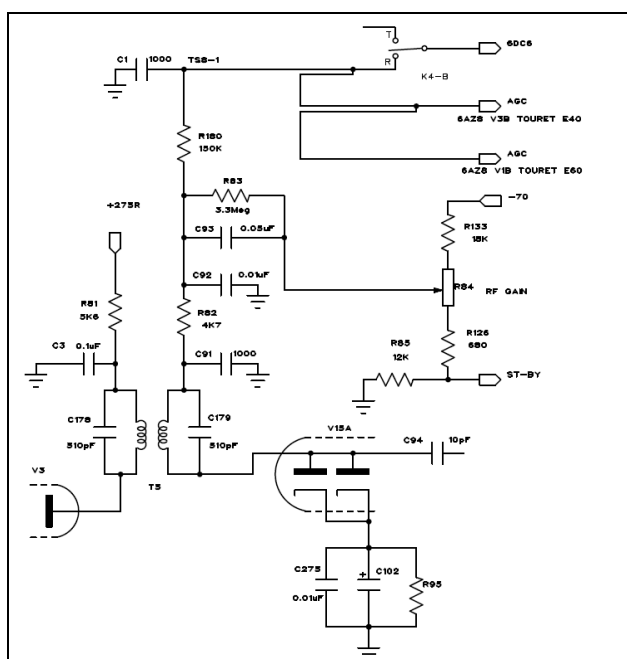 T
6DC6
C1
1000
TS8-1
R
K4-B
AGC
6AZ8 V3B TOURET E40
R180
150K
AGC
6AZ8 V1B TOURET E60
R83
3.3Meg
-70
+275R
C93
0.05uF
R133
18K
C92
0.01uF
R84
RF GAIN
R81
5K6
R82
4K7
R126
680
C3
0.1uF
C91
1000
R85
12K
ST-BY
C178
510pF
C179
510pF
V15A
C94
10pF
V3
T5
C275
0.01uF
+
C102
R95